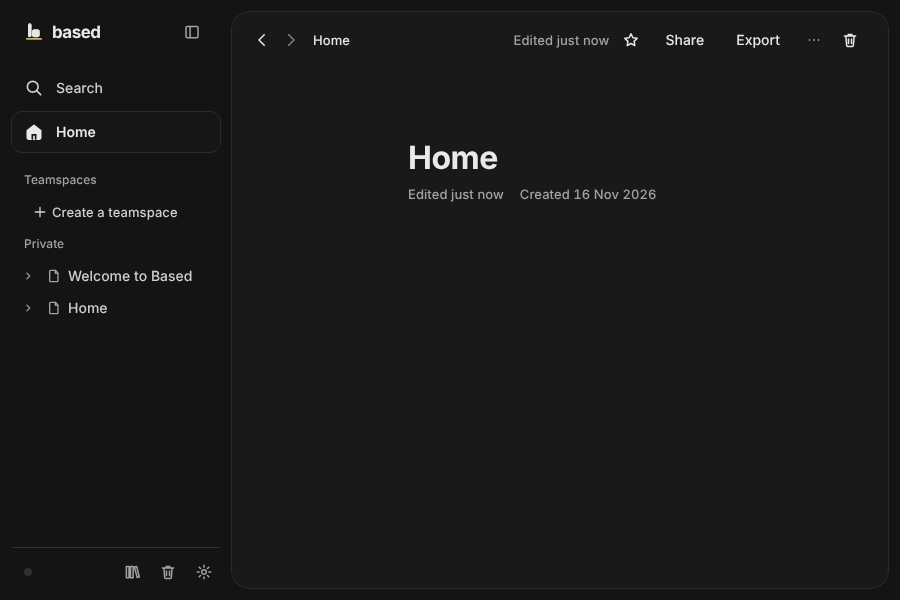 based
Search
Home
Teamspaces
Create a teamspace
Private
Welcome to Based
Home
Home
Edited just now
Share
Export
Home
Edited just now Created 16 Nov 2026